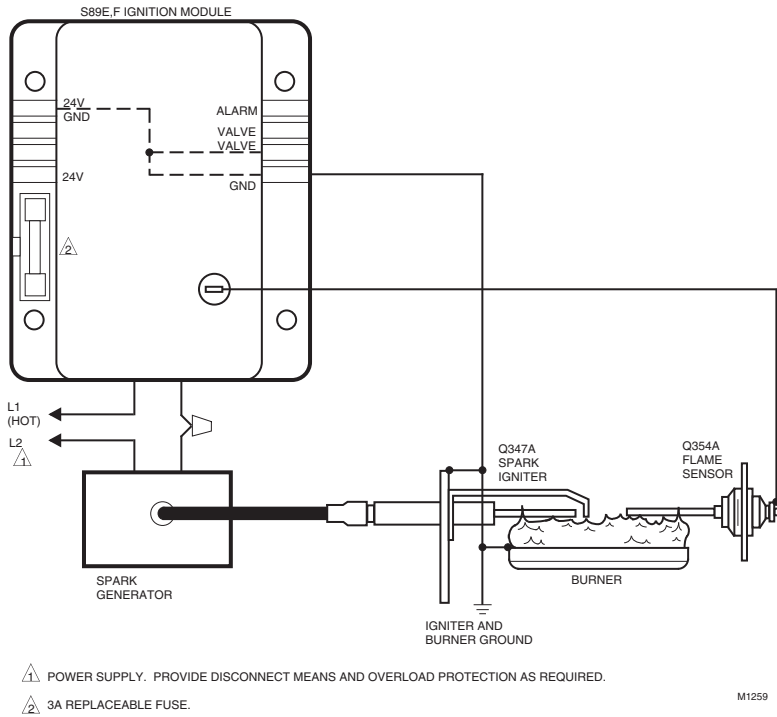 S89E,F IGNITION MODULE
24V
GND
24V
ALARM
VALVE
VALVE
GND
2
L1
(HOT)
L2
1
SPARK
GENERATOR
Q347A
SPARK
IGNITER
Q354A
FLAME
SENSOR
BURNER
IGNITER AND
BURNER GROUND
1 POWER SUPPLY. PROVIDE DISCONNECT MEANS AND OVERLOAD PROTECTION AS REQUIRED.
2 3A REPLACEABLE FUSE.
M1259